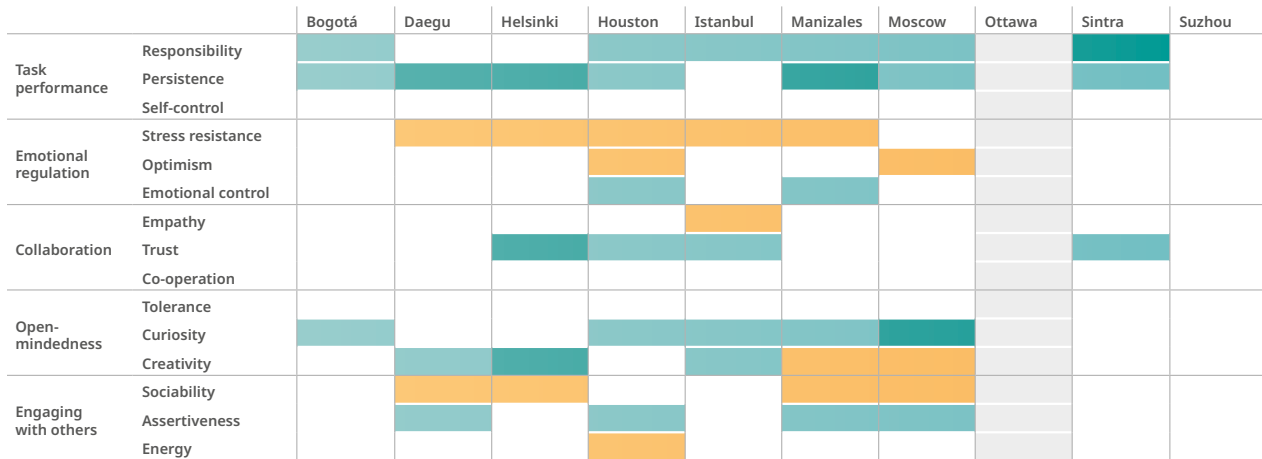 Bogotá Daegu Helsinki Houston Istanbul Manizales Moscow Ottawa Sintra Suzhou
Task
performance
Responsibility
Persistence
Self-control
Emotional
regulation
Stress resistance
Optimism
Emotional control
Collaboration
Empathy
Trust
Co-operation
Open-
mindedness
Tolerance
Curiosity
Creativity
Engaging
with others
Sociability
Assertiveness
Energy